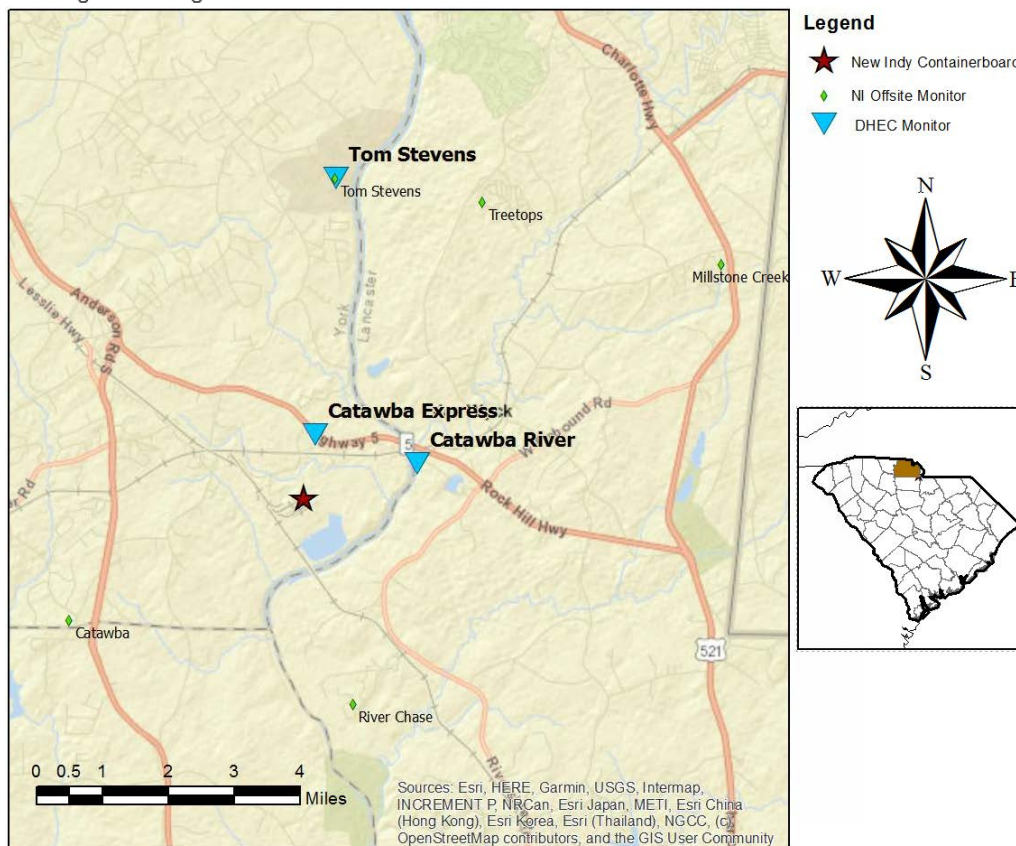 Legend
New Indy Containerboard
NI Offsite Monitor
DHEC Monitor
N
W
S
Charlotte Hwy
Tom Stevens
Tom Stevens
Treetops
Millstone Creek
Lesslie Hwy
Anderson Rd S
York
Lancaster
Catawba Express
Highway 5
5
Catawba River
Rock Hill Hwy
521
Catawba
River Chase
0 0.5 1 2 3 4
Miles
Sources: Esri, HERE, Garmin, USGS, Intermap,
INCREMENT P, NRCan, Esri Japan, METI, Esri China
(Hong Kong), Esri Korea, Esri (Thailand), NGCC, (c)
OpenStreetMap contributors, and the GIS User Community